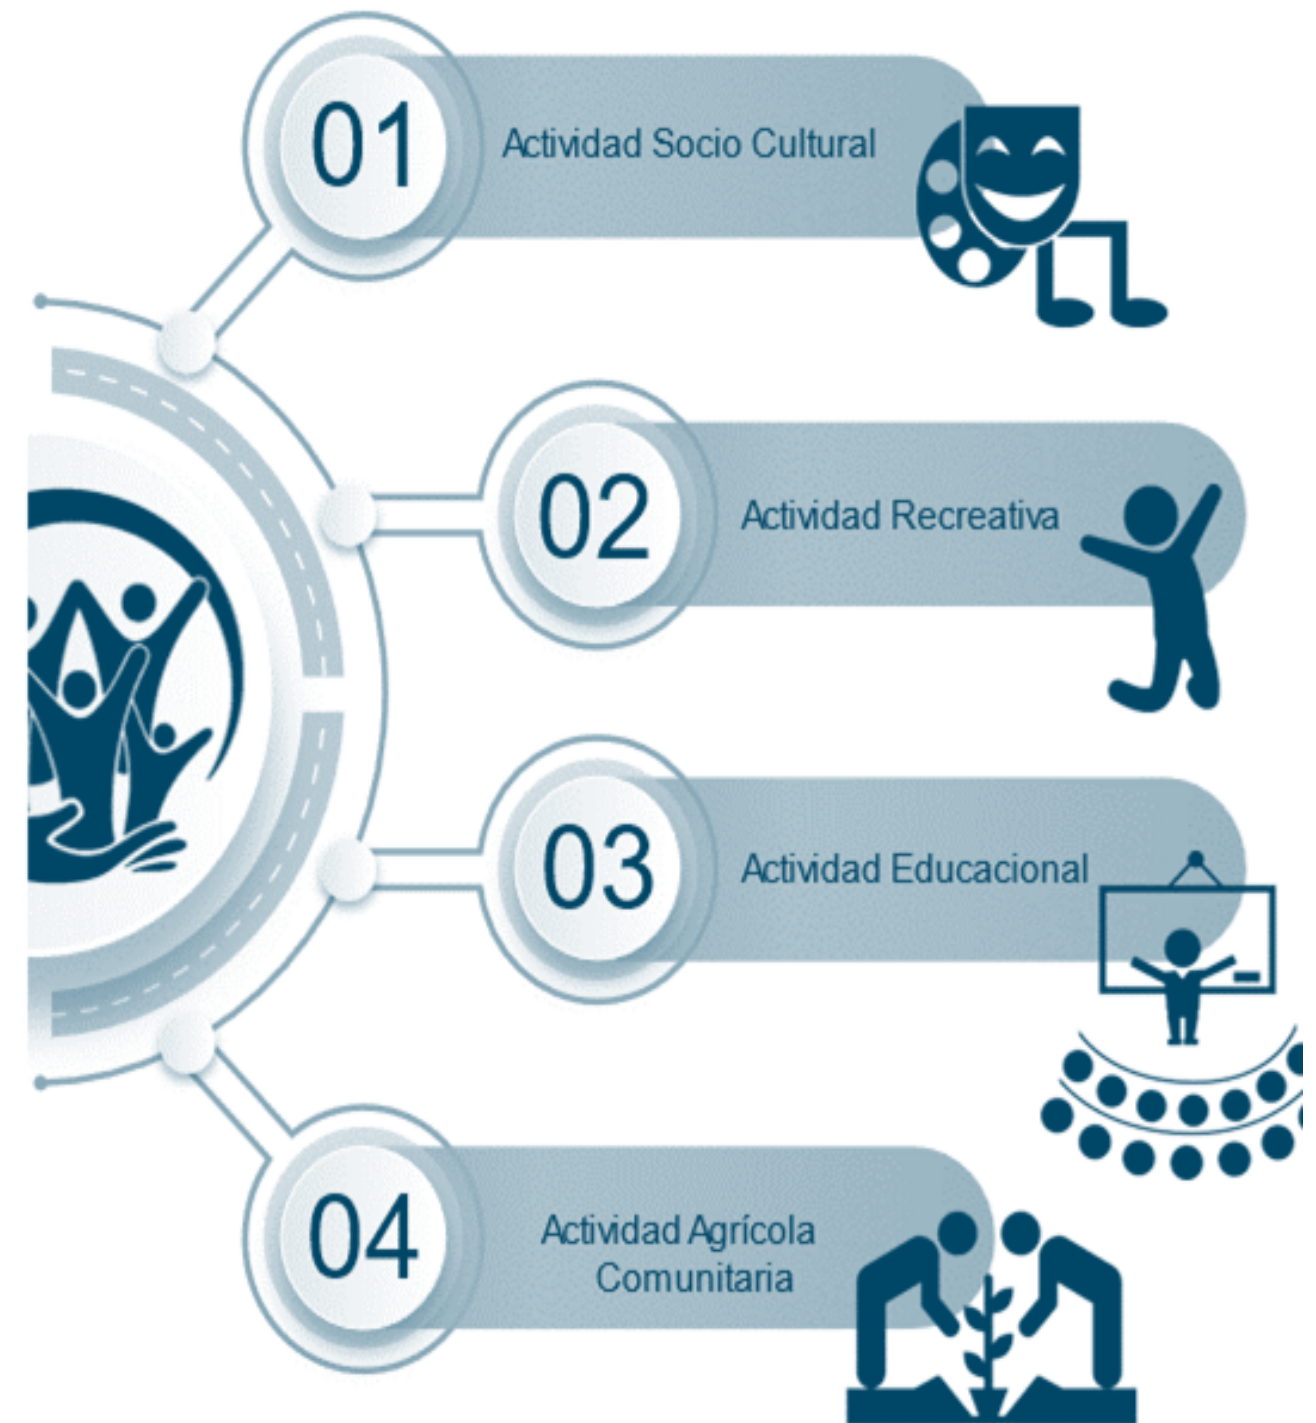 01
Actividad Socio Cultural
02
Actividad Recreativa
03
Actividad Educacional
04
Actividad Agrícola
Comunitaria